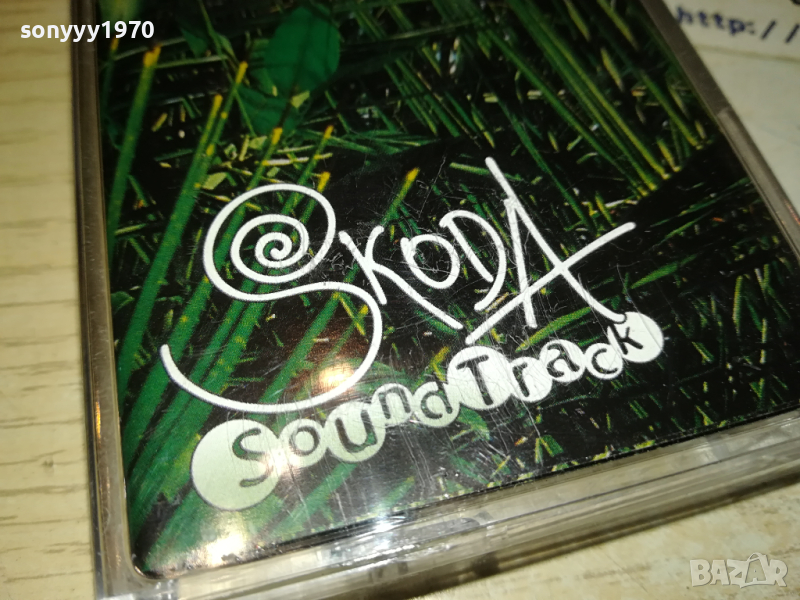 sonyyy1970
http://
SKODA
SoundTrack
BAZAR